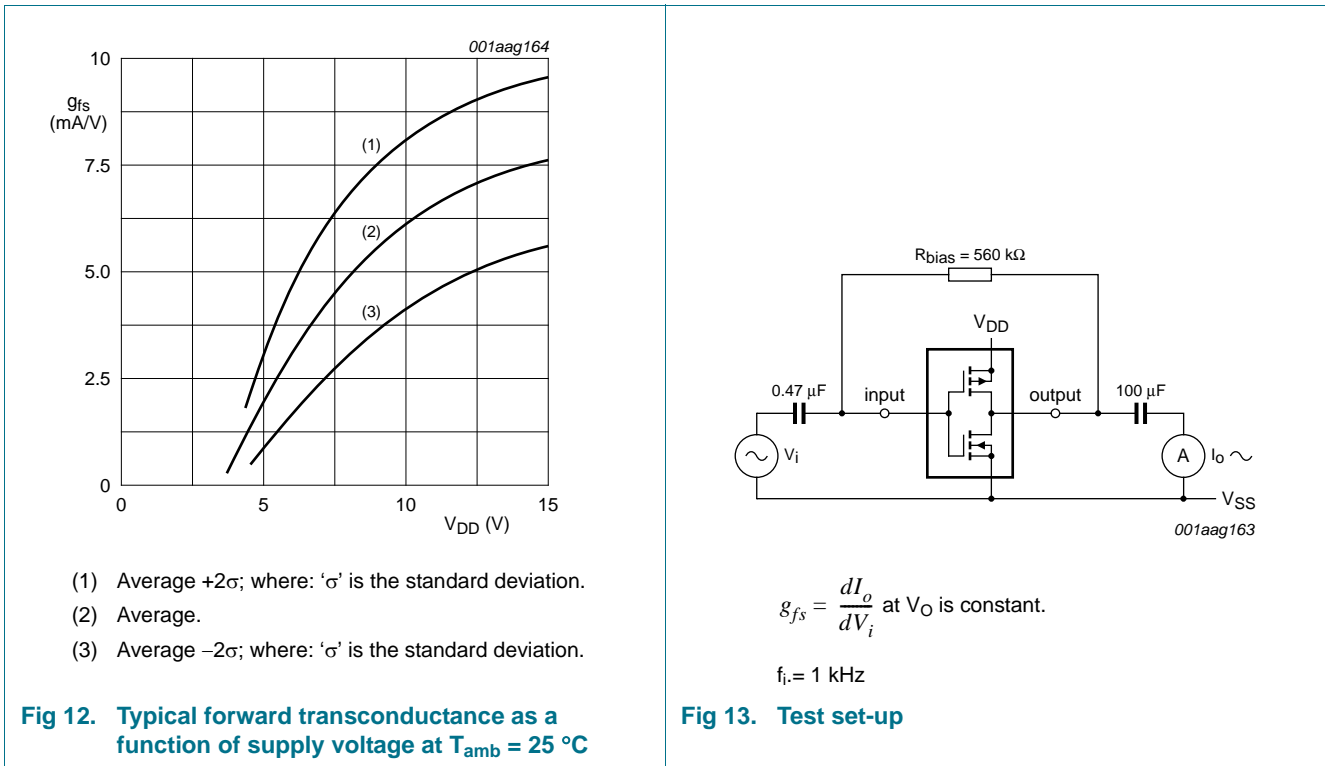 001aag164
10
gfs
(mA/V)
(1)
7.5
(2)
5.0
(3)
2.5
0
0
5
10
15
VDD (V)
(1) Average +2σ; where: ‘σ’ is the standard deviation.
(2) Average.
(3) Average −2σ; where: ‘σ’ is the standard deviation.
Fig 12. Typical forward transconductance as a
function of supply voltage at Tamb = 25 °C
Rbias = 560 kΩ
VDD
0.47 μF
input
output
100 μF
Vi
A
Io
VSS
001aag163
gfs = dIo/dVi at VO is constant.
fi.= 1 kHz
Fig 13. Test set-up